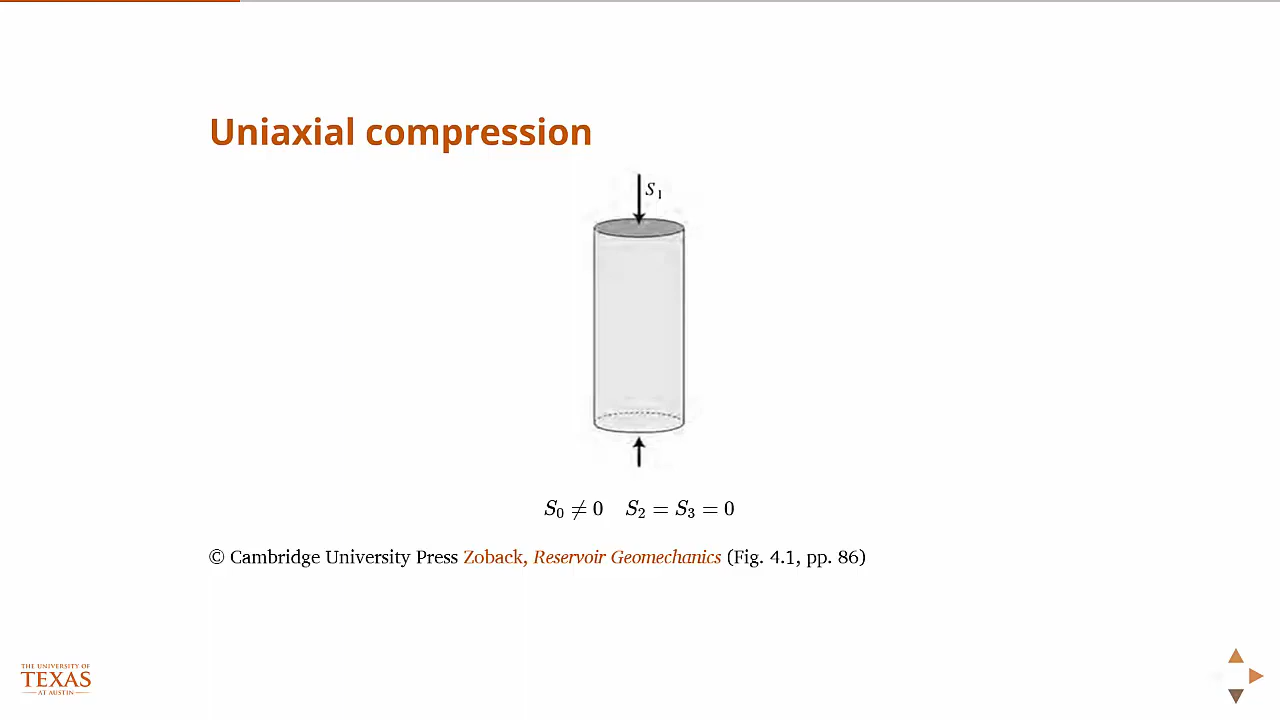 Uniaxial compression
S₁
S₀ ≠ 0 S₂ = S₃ = 0
© Cambridge University Press Zoback, Reservoir Geomechanics (Fig. 4.1, pp. 86)
THE UNIVERSITY OF
TEXAS
AT AUSTIN